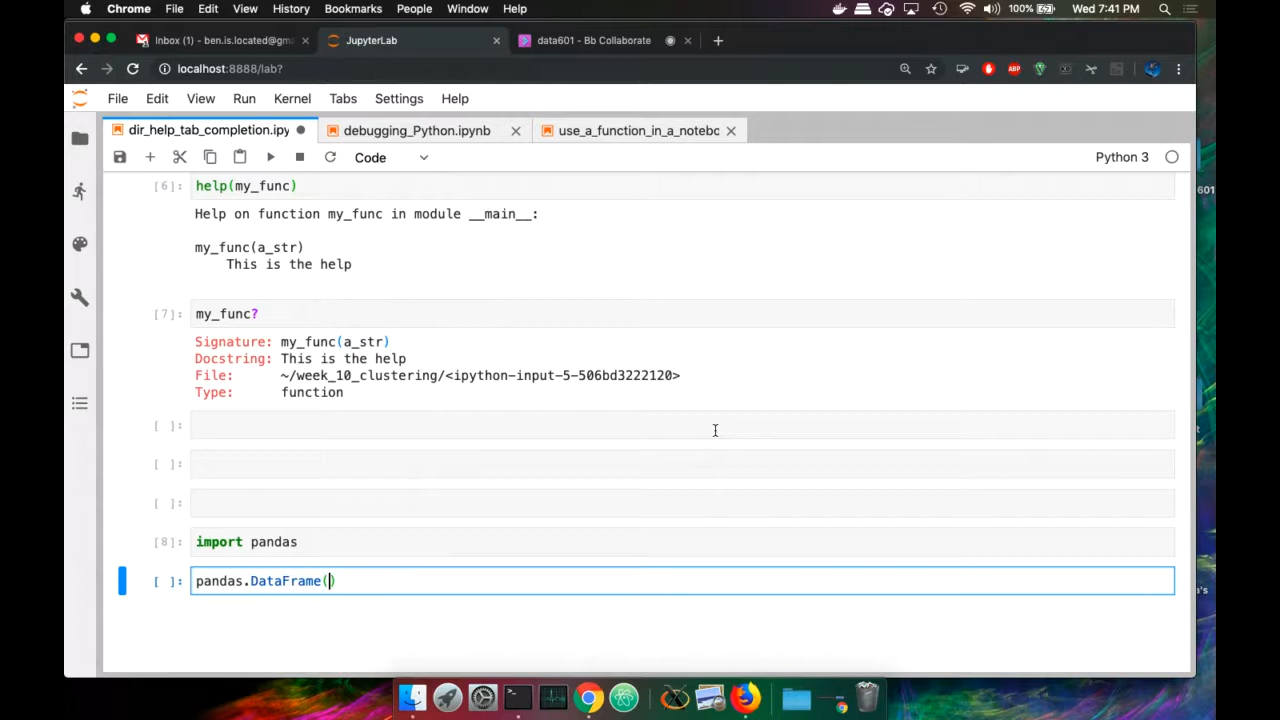 Chrome File Edit View History Bookmarks People Window Help 100% Wed 7:41 PM
Inbox (1) - ben.is.located@gma JupyterLab data601 - Bb Collaborate
localhost:8888/lab?
ABP
File Edit View Run Kernel Tabs Settings Help
dir_help_tab_completion.ipy debugging_Python.ipynb use_a_function_in_a_notebo
Code Python 3
601
[6]: help(my_func)
Help on function my_func in module __main__:
my_func(a_str)
This is the help
[7]: my_func?
Signature: my_func(a_str)
Docstring: This is the help
File: ~/week_10_clustering/<ipython-input-5-506bd3222120>
Type: function
[ ]:
[ ]:
[ ]:
[8]: import pandas
[ ]: pandas.DataFrame()